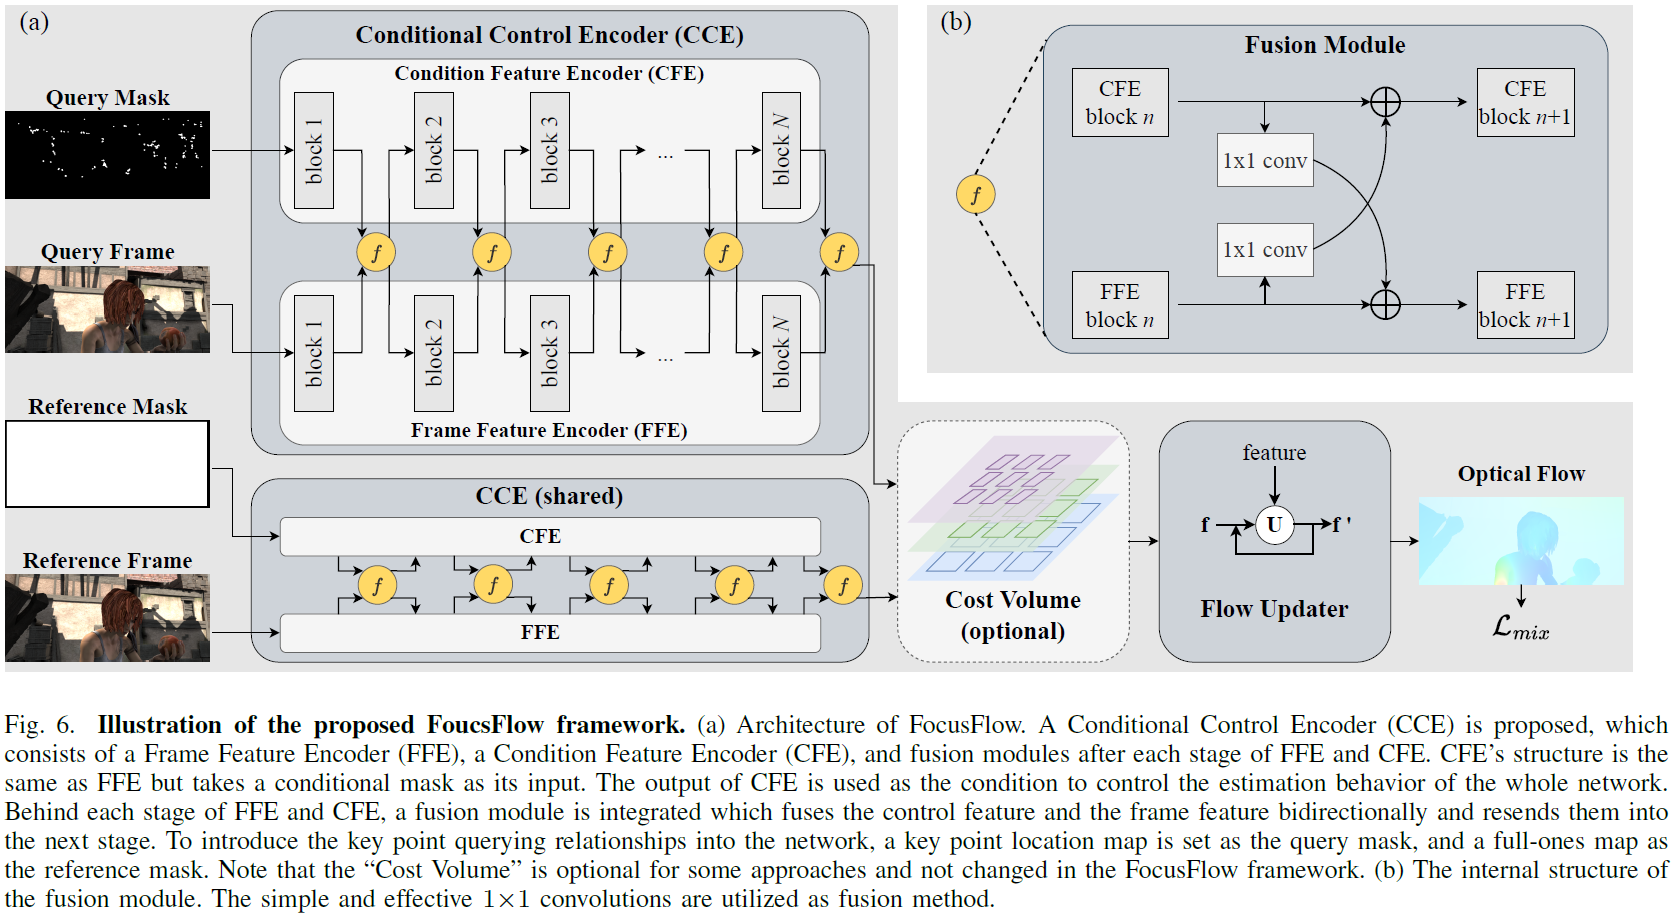 (a)
Conditional Control Encoder (CCE)
Condition Feature Encoder (CFE)
Query Mask
block 1
block 2
block 3
...
block N
f
f
f
f
f
Query Frame
block 1
block 2
block 3
...
block N
Frame Feature Encoder (FFE)
Reference Mask
CCE (shared)
CFE
Reference Frame
f
f
f
f
f
FFE
(b)
Fusion Module
CFE
block n
CFE
block n+1
1x1 conv
f
1x1 conv
FFE
block n
FFE
block n+1
Cost Volume
(optional)
feature
f
U
f '
Flow Updater
Optical Flow
ℒmix
Fig. 6. Illustration of the proposed FoucsFlow framework. (a) Architecture of FocusFlow. A Conditional Control Encoder (CCE) is proposed, which
consists of a Frame Feature Encoder (FFE), a Condition Feature Encoder (CFE), and fusion modules after each stage of FFE and CFE. CFE's structure is the
same as FFE but takes a conditional mask as its input. The output of CFE is used as the condition to control the estimation behavior of the whole network.
Behind each stage of FFE and CFE, a fusion module is integrated which fuses the control feature and the frame feature bidirectionally and resends them into
the next stage. To introduce the key point querying relationships into the network, a key point location map is set as the query mask, and a full-ones map as
the reference mask. Note that the “Cost Volume” is optional for some approaches and not changed in the FocusFlow framework. (b) The internal structure of
the fusion module. The simple and effective 1×1 convolutions are utilized as fusion method.